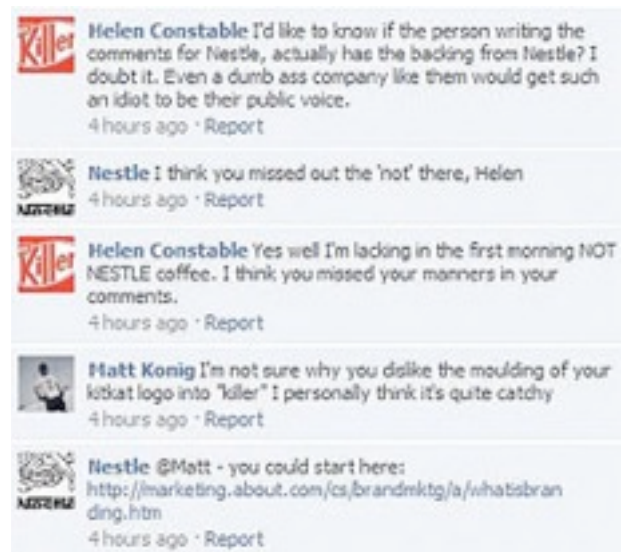 Killer
Helen Constable I'd like to know if the person writing the
comments for Nestle, actually has the backing from Nestle? I
doubt it. Even a dumb ass company like them would get such
an idiot to be their public voice.
4 hours ago · Report
Nestle I think you missed out the 'not' there, Helen
Nestlé
4 hours ago · Report
Killer
Helen Constable Yes well I'm lacking in the first morning NOT
NESTLE coffee. I think you missed your manners in your
comments.
4 hours ago · Report
Matt Konig I'm not sure why you dislike the moulding of your
kitkat logo into "killer" I personally think it's quite catchy
4 hours ago · Report
Nestle @Matt - you could start here:
http://marketing.about.com/cs/brandmktg/a/whatisbran
Nestlé
ding.htm
4 hours ago · Report